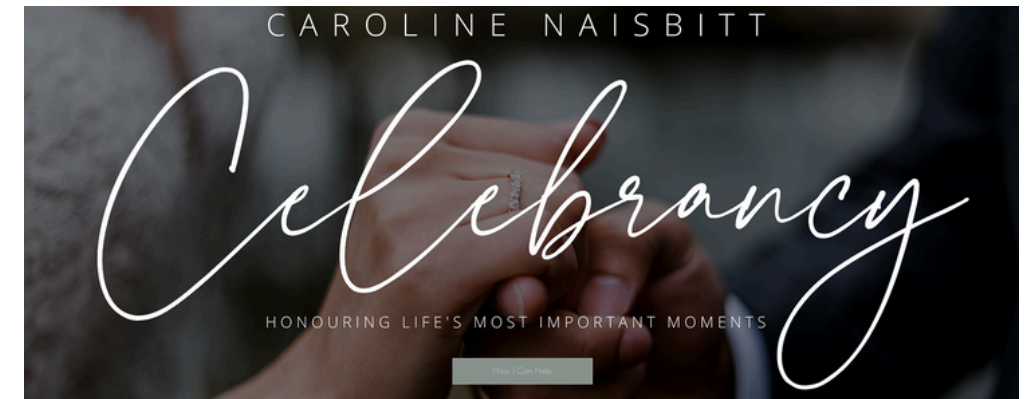 CAROLINE NAISBITT
Celebrancy
HONOURING LIFE'S MOST IMPORTANT MOMENTS
How I Can Help